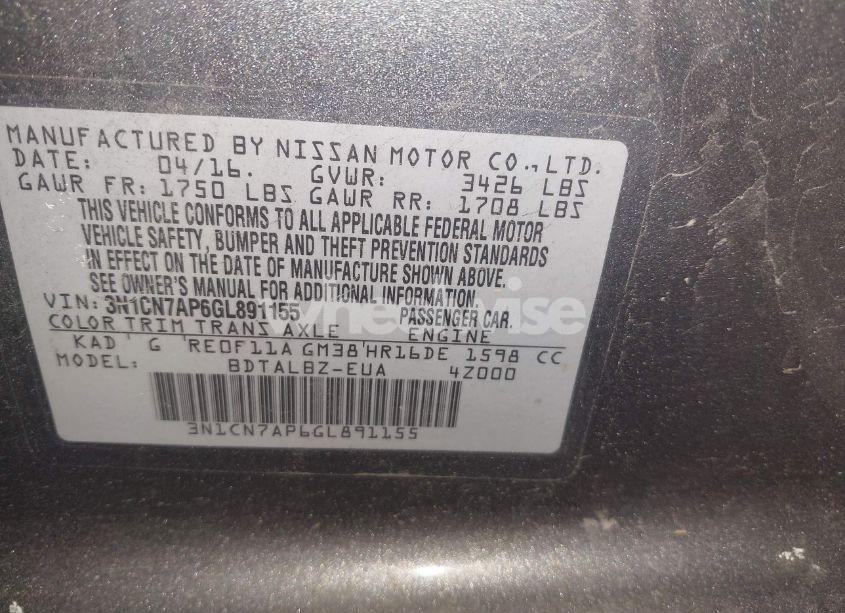 MANUFACTURED BY NISSAN MOTOR CO., LTD.
DATE: 04/16. GVWR: 3426 LBS
GAWR FR: 1750 LBS GAWR RR: 1708 LBS
THIS VEHICLE CONFORMS TO ALL APPLICABLE FEDERAL MOTOR
VEHICLE SAFETY, BUMPER AND THEFT PREVENTION STANDARDS
IN EFFECT ON THE DATE OF MANUFACTURE SHOWN ABOVE.
SEE OWNER'S MANUAL FOR ADDITIONAL INFORMATION.
VIN: 3N1CN7AP6GL891155 PASSENGER CAR.
COLOR TRIM TRANS AXLE ENGINE
KAD G RE0F11A GM38 HR16DE 1598 CC
MODEL: BDTALBZ-EUA 4Z000
3N1CN7AP6GL891155